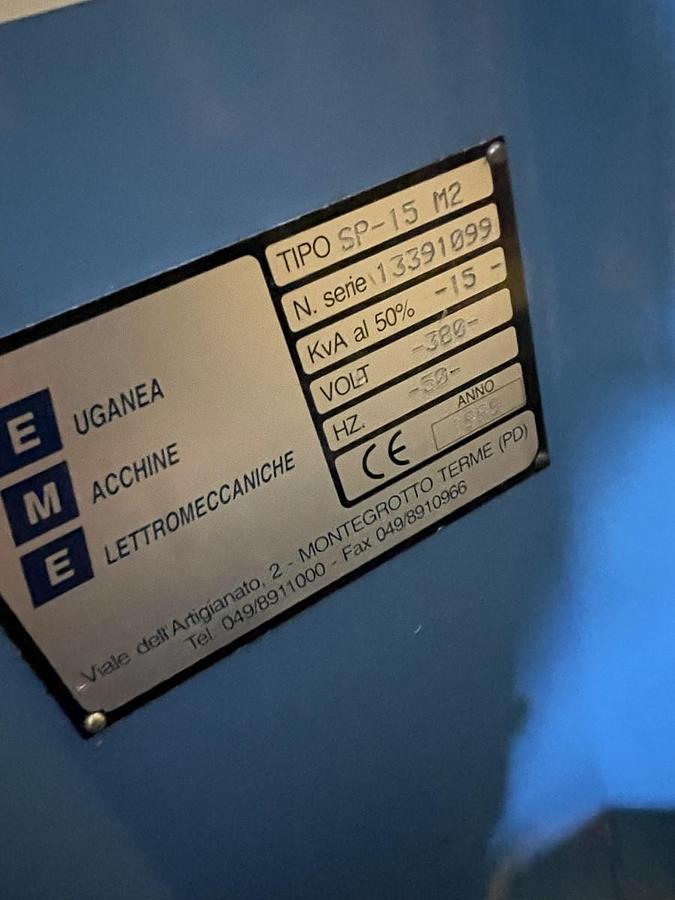 TIPO SP-15 M2
N. serie 13391099
KvA al 50% -15 -
VOLT -380-
HZ. -50-
CE ANNO
E UGANEA
M ACCHINE
E LETTROMECCANICHE
Viale dell'Artigianato, 2 - MONTEGROTTO TERME (PD)
Tel. 049/8911000 - Fax 049/8910966